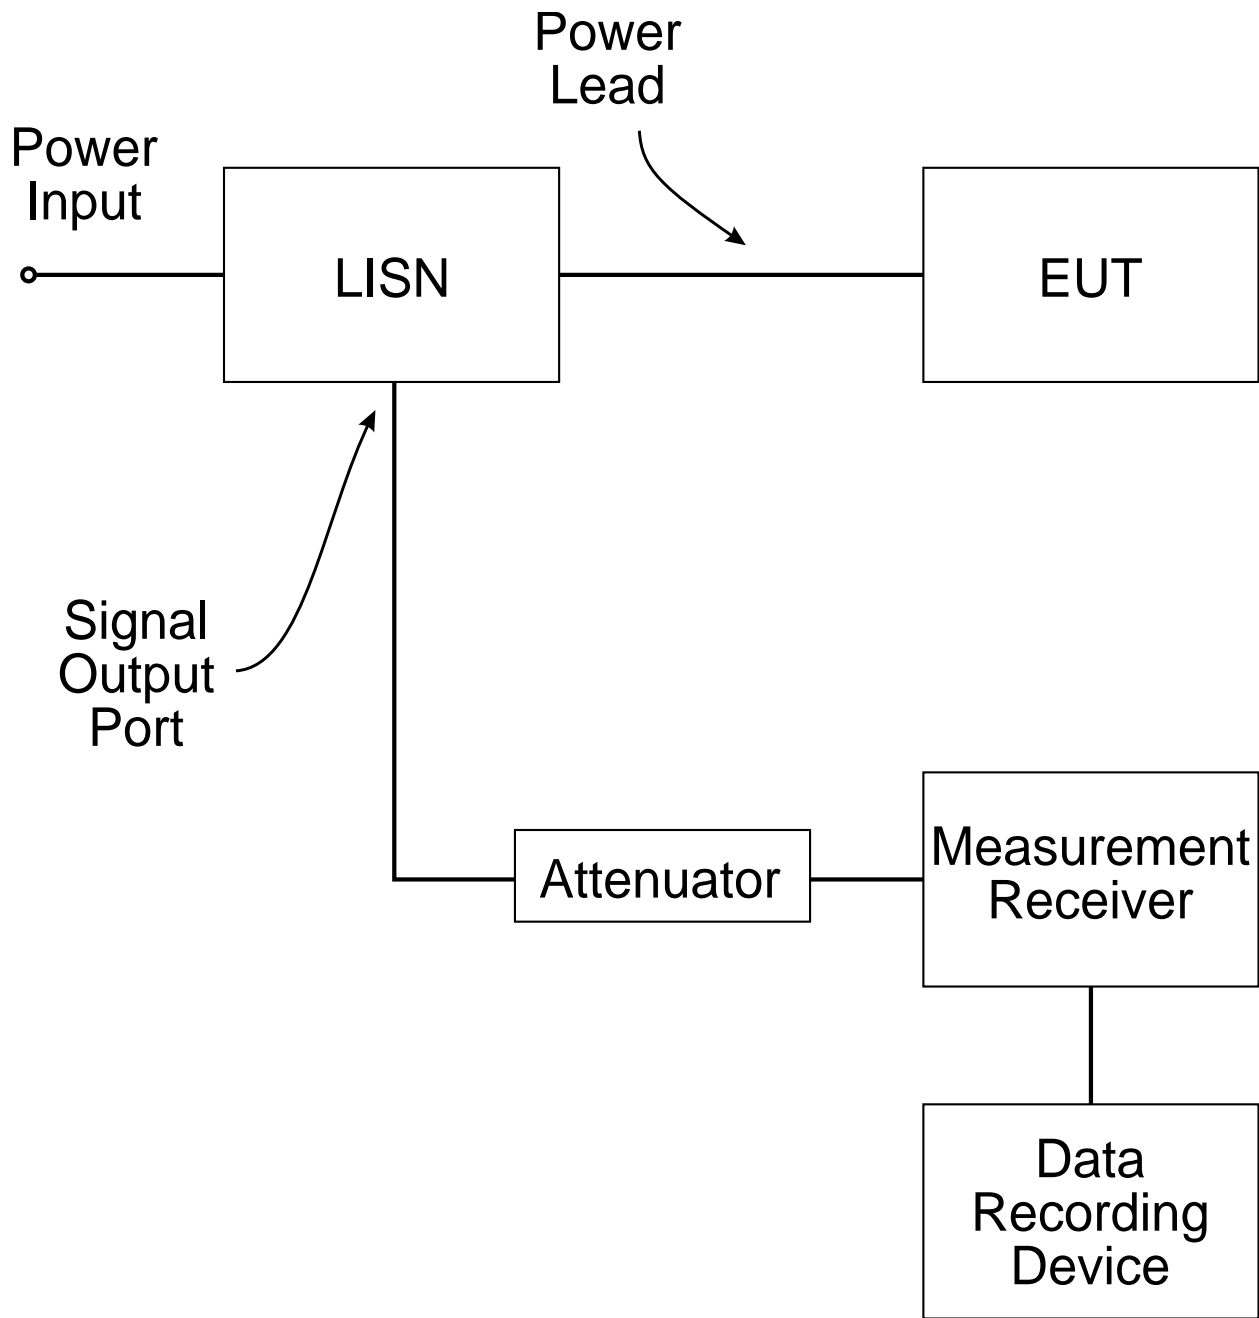 Power
Lead
Power
Input
LISN
EUT
Signal
Output
Port
Attenuator
Measurement
Receiver
Data
Recording
Device